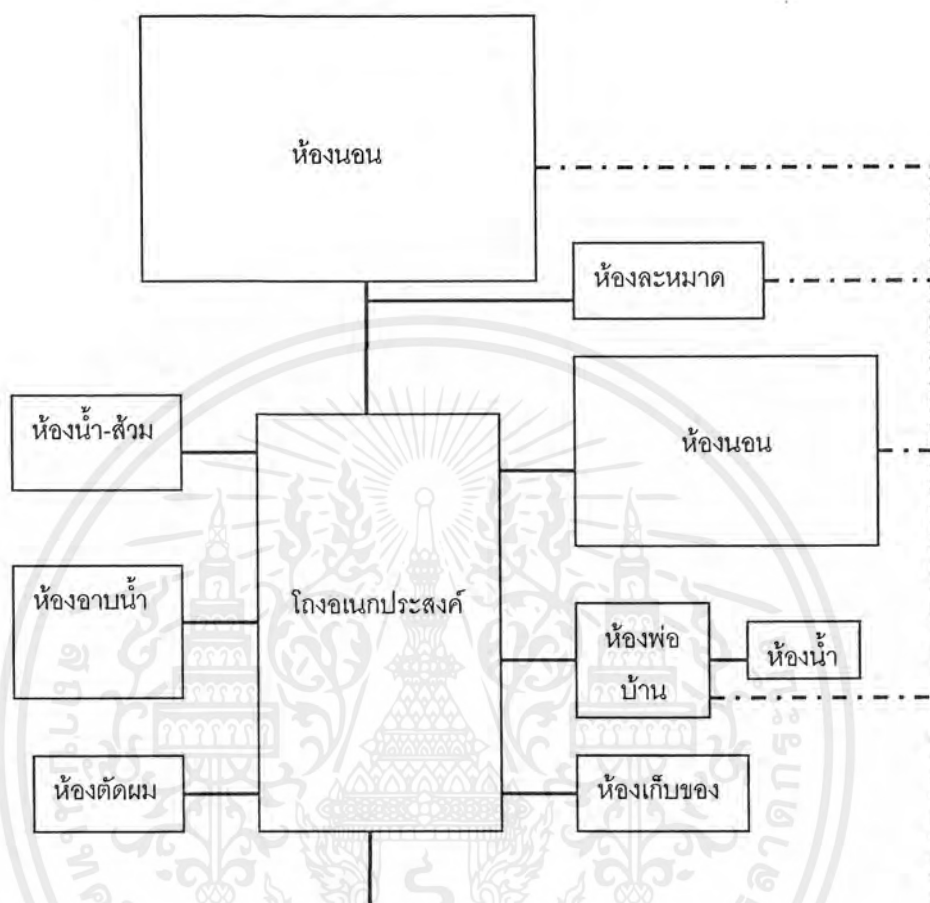 ห้องนอน
ห้องละหมาด
ห้องน้ำ-ส้วม
ห้องนอน
ห้องอาบน้ำ
โถงอเนกประสงค์
ห้องพ่อ
บ้าน
ห้องน้ำ
ห้องตัดผม
ห้องเก็บของ